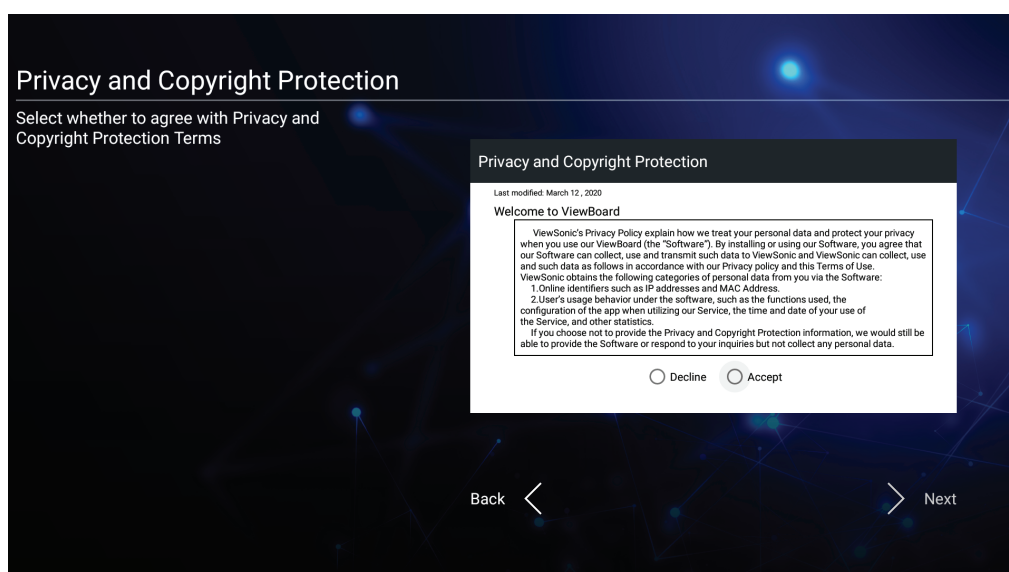 Privacy and Copyright Protection
Select whether to agree with Privacy and
Copyright Protection Terms
Privacy and Copyright Protection
Last modified: March 12 , 2020
Welcome to ViewBoard
ViewSonic's Privacy Policy explain how we treat your personal data and protect your privacy
when you use our ViewBoard (the "Software"). By installing or using our Software, you agree that
our Software can collect, use and transmit such data to ViewSonic and ViewSonic can collect, use
and such data as follows in accordance with our Privacy policy and this Terms of Use.
ViewSonic obtains the following categories of personal data from you via the Software:
1.Online identifiers such as IP addresses and MAC Address.
2.User's usage behavior under the software, such as the functions used, the
configuration of the app when utilizing our Service, the time and date of your use of
the Service, and other statistics.
If you choose not to provide the Privacy and Copyright Protection information, we would still be
able to provide the Software or respond to your inquiries but not collect any personal data.
Decline Accept
Back Next